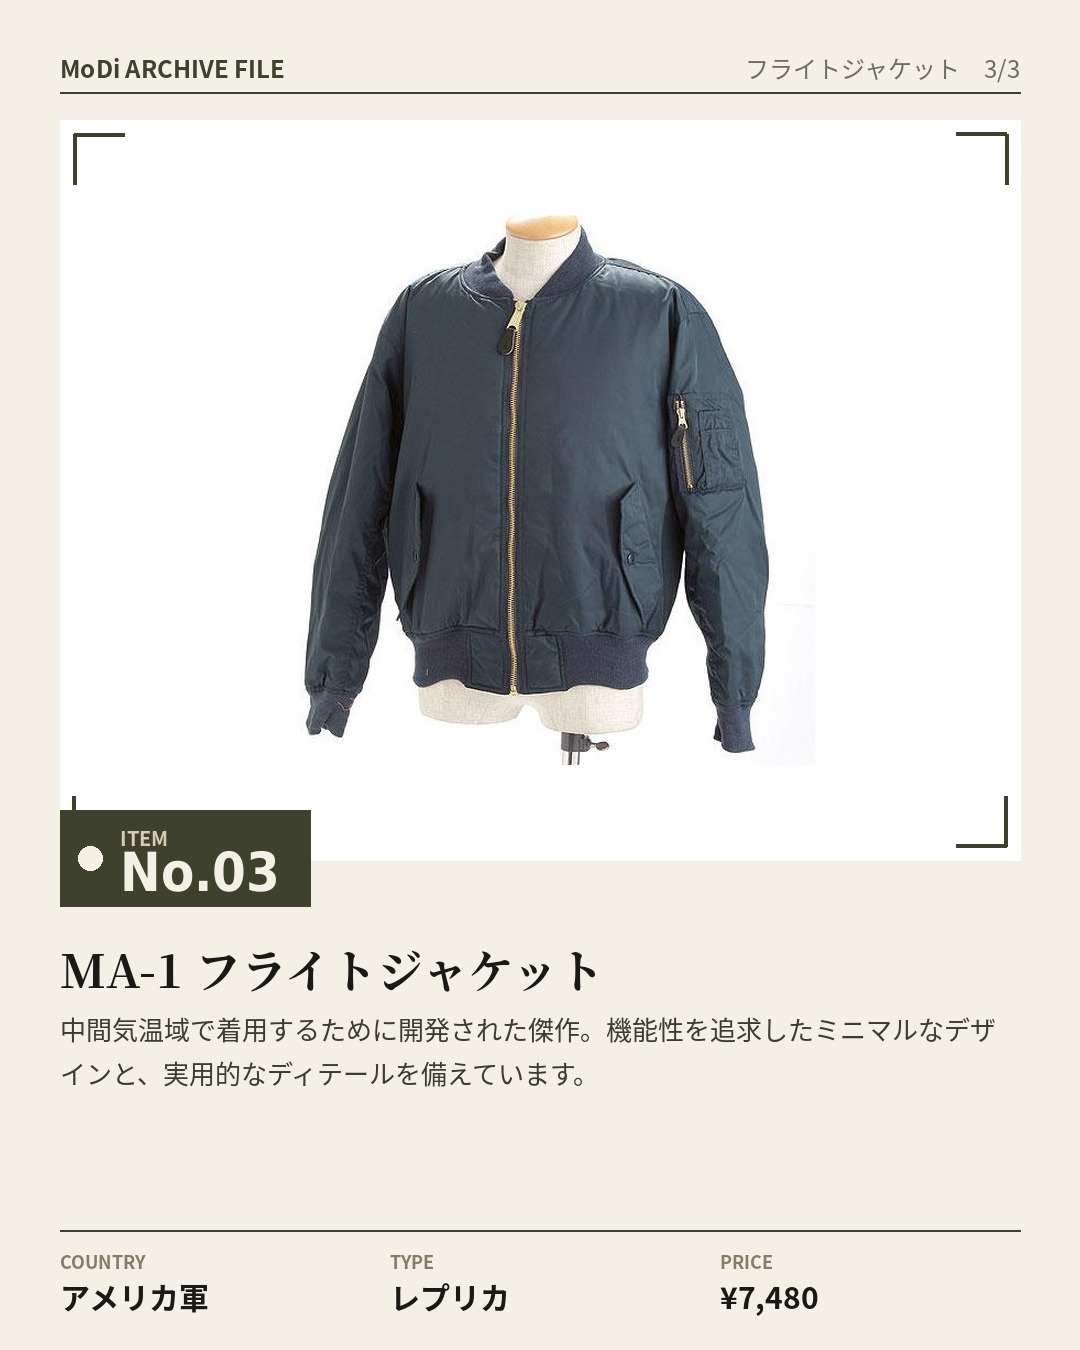 MoDi ARCHIVE FILE
フライトジャケット 3/3
ITEM
No.03
MA-1 フライトジャケット
中間気温域で着用するために開発された傑作。機能性を追求したミニマルなデザ
インと、実用的なディテールを備えています。
COUNTRY
アメリカ軍
TYPE
レプリカ
PRICE
¥7,480